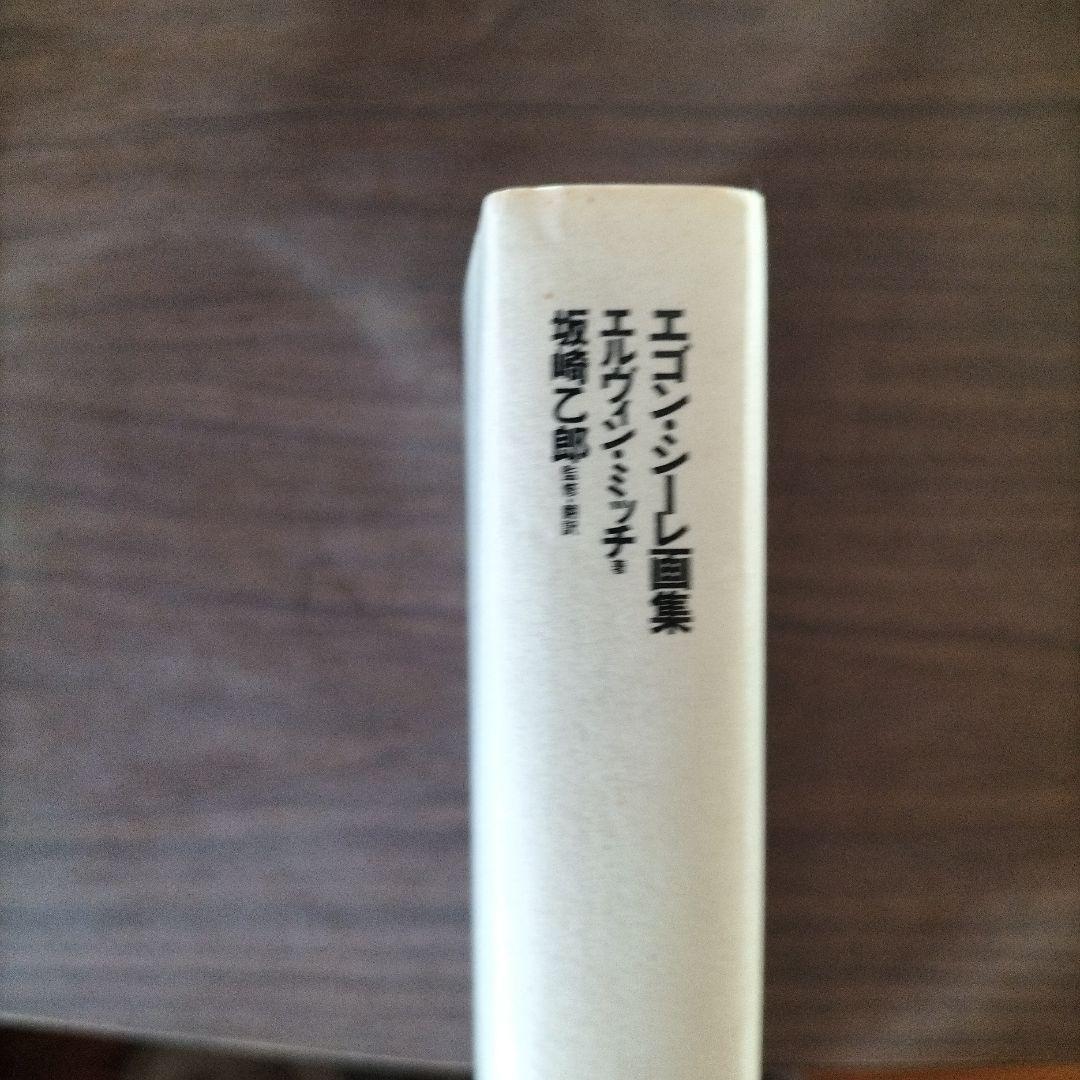 エゴン・シーレ画集
エルヴィン・ミッチ著
坂崎乙郎監修・翻訳